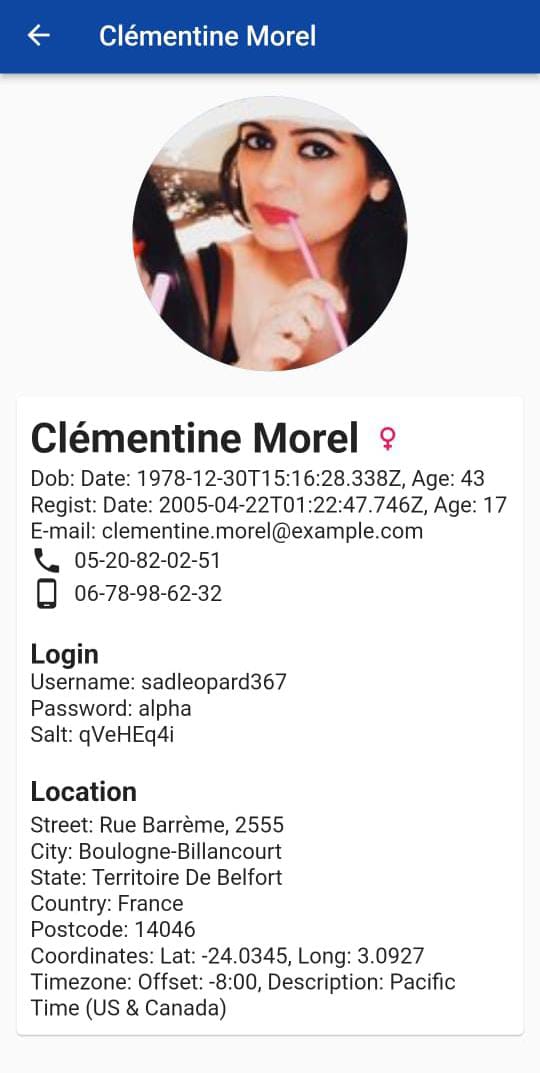 Clémentine Morel
Clémentine Morel
Dob: Date: 1978-12-30T15:16:28.338Z, Age: 43
Regist: Date: 2005-04-22T01:22:47.746Z, Age: 17
E-mail: clementine.morel@example.com
05-20-82-02-51
06-78-98-62-32
Login
Username: sadleopard367
Password: alpha
Salt: qVeHEq4i
Location
Street: Rue Barrème, 2555
City: Boulogne-Billancourt
State: Territoire De Belfort
Country: France
Postcode: 14046
Coordinates: Lat: -24.0345, Long: 3.0927
Timezone: Offset: -8:00, Description: Pacific
Time (US & Canada)